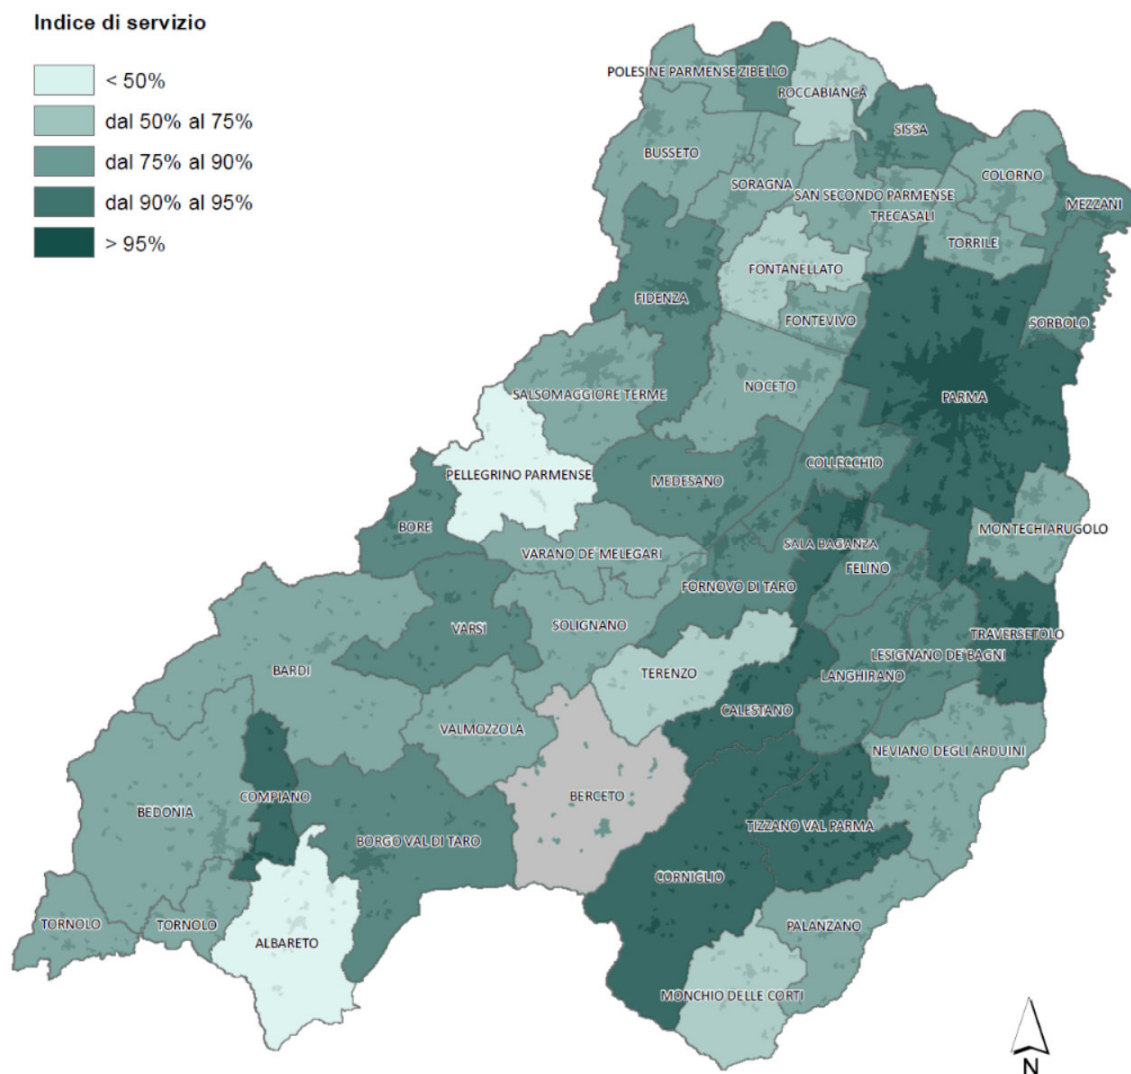 Indice di servizio
< 50%
dal 50% al 75%
dal 75% al 90%
dal 90% al 95%
> 95%
POLESINE PARMENSE
ZIBELLO
ROCCABIANCA
SISSA
BUSSETO
COLORNO
SORAGNA
SAN SECONDO PARMENSE
MEZZANI
TRECASALI
TORRILE
FONTANELLATO
FIDENZA
FONTEVIVO
SORBOLO
SALSOMAGGIORE TERME
NOCETO
PARMA
PELLEGRINO PARMENSE
MEDESANO
COLLECCHIO
BORE
MONTECHIARUGOLO
VARANO DE' MELEGARI
SALA BAGANZA
FELINO
FORNOVO DI TARO
VARSI
SOLIGNANO
TRAVERSETOLO
LESIGNANO DE' BAGNI
BARDI
TERENZO
LANGHIRANO
CALESTANO
VALMOZZOLA
NEVIANO DEGLI ARDUINI
COMPIANO
BERCETO
BEDONIA
TIZZANO VAL PARMA
BORGO VAL DI TARO
CORNIGLIO
TORNOLO
TORNOLO
PALANZANO
ALBARETO
MONCHIO DELLE CORTI
N